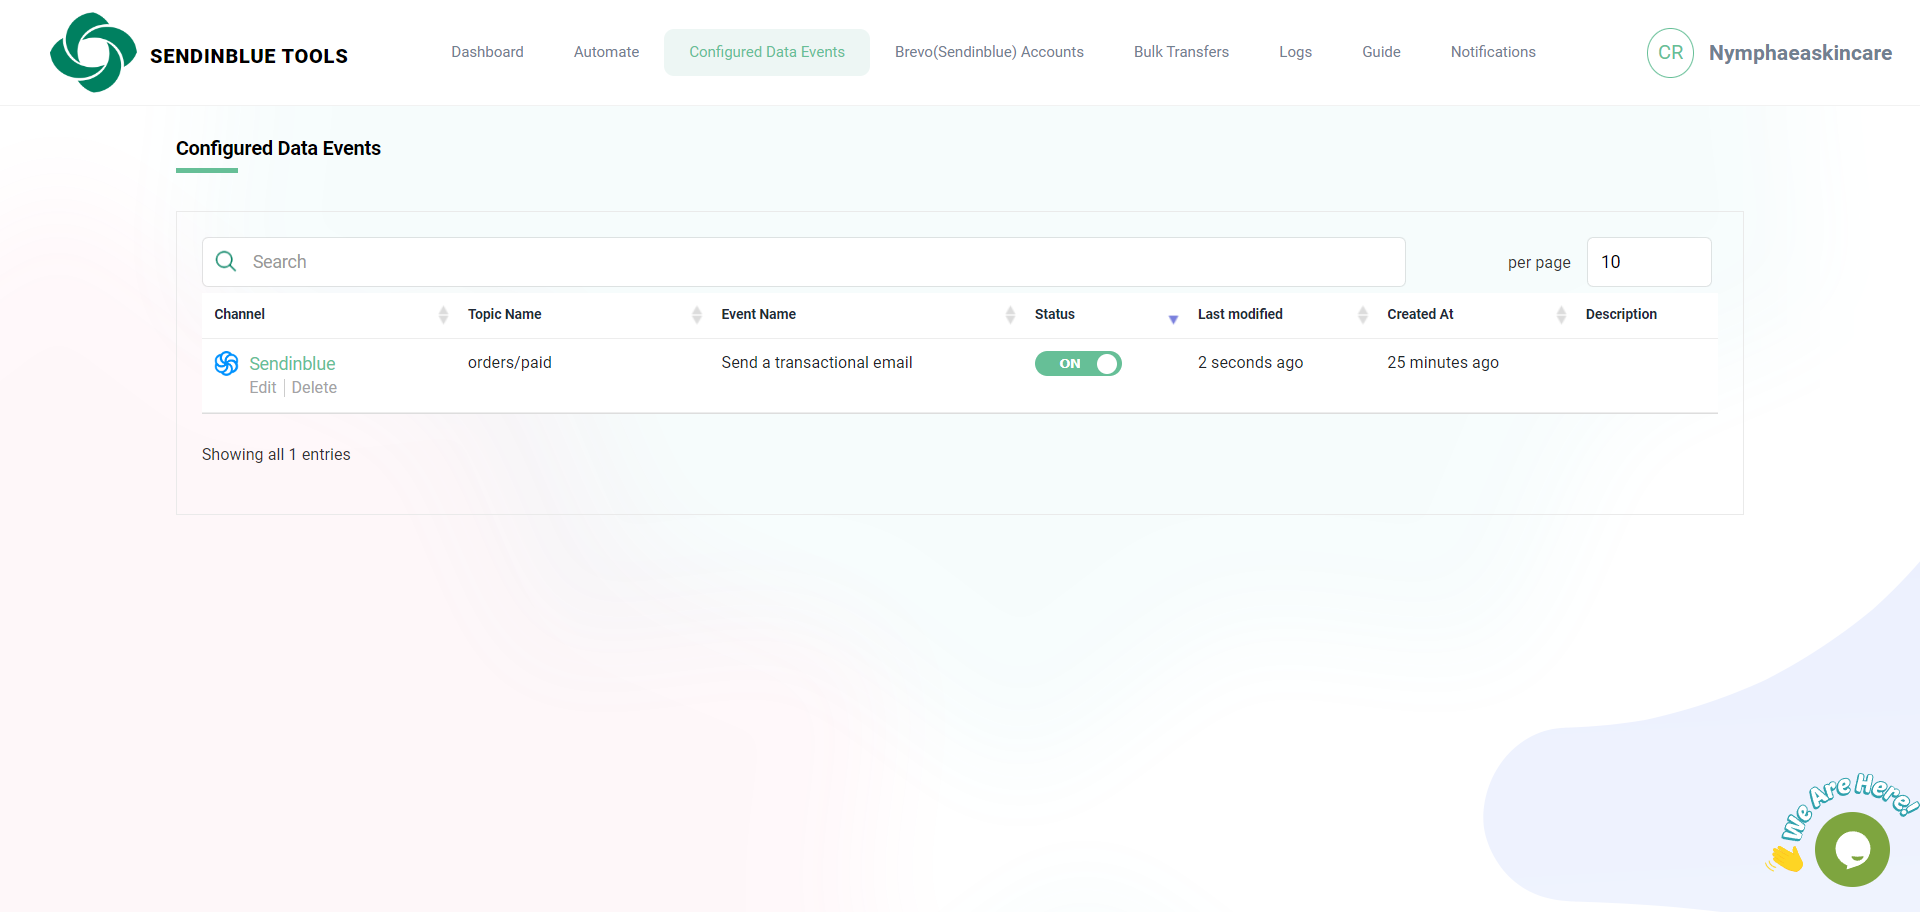 SENDINBLUE TOOLS
Dashboard
Automate
Configured Data Events
Brevo(Sendinblue) Accounts
Bulk Transfers
Logs
Guide
Notifications
CR
Nymphaeaskincare
Configured Data Events
Search
per page
10
Channel
Topic Name
Event Name
Status
Last modified
Created At
Description
Sendinblue
orders/paid
Send a transactional email
ON
2 seconds ago
25 minutes ago
Edit | Delete
Showing all 1 entries
We Are Here!